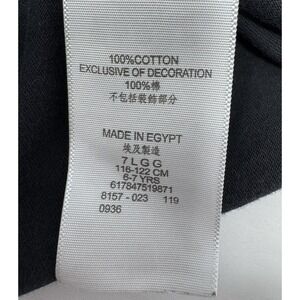 100%COTTON
EXCLUSIVE OF DECORATION
100%棉
不包括裝飾部分
MADE IN EGYPT
埃及製造
7 L G G
116-122 CM
6-7 YRS
617847519871
8157 - 023 119
0936